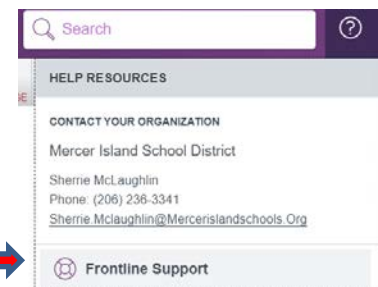 Search
HELP RESOURCES
CONTACT YOUR ORGANIZATION
Mercer Island School District
Sherrie McLaughlin
Phone: (206) 236-3341
Sherrie.Mclaughlin@Mercerislandschools.Org
Frontline Support